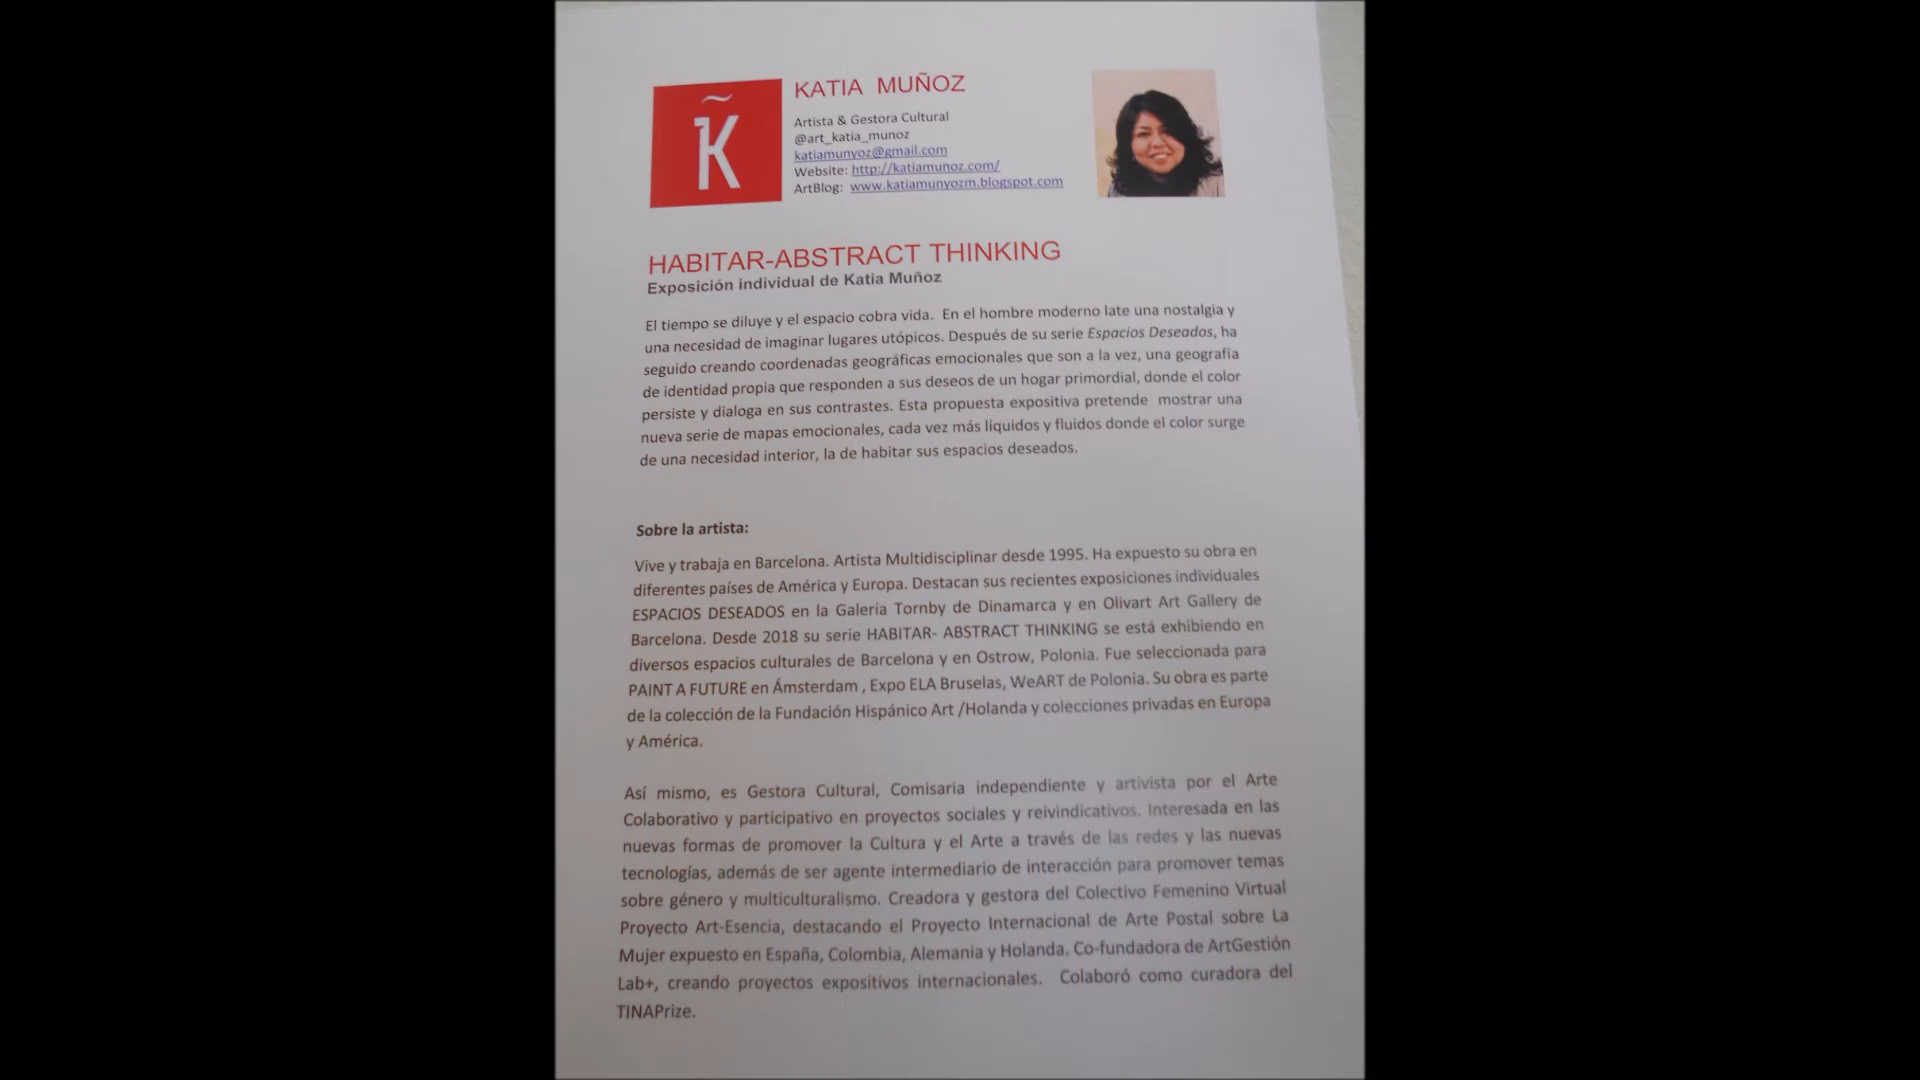 K̃
KATIA MUÑOZ
Artista & Gestora Cultural
@art_katia_munoz
katiamunyoz@gmail.com
Website: http://katiamunoz.com/
ArtBlog: www.katiamunyozm.blogspot.com
HABITAR-ABSTRACT THINKING
Exposición individual de Katia Muñoz
El tiempo se diluye y el espacio cobra vida. En el hombre moderno late una nostalgia y
una necesidad de imaginar lugares utópicos. Después de su serie Espacios Deseados, ha
seguido creando coordenadas geográficas emocionales que son a la vez, una geografía
de identidad propia que responden a sus deseos de un hogar primordial, donde el color
persiste y dialoga en sus contrastes. Esta propuesta expositiva pretende mostrar una
nueva serie de mapas emocionales, cada vez más líquidos y fluidos donde el color surge
de una necesidad interior, la de habitar sus espacios deseados.
Sobre la artista:
Vive y trabaja en Barcelona. Artista Multidisciplinar desde 1995. Ha expuesto su obra en
diferentes países de América y Europa. Destacan sus recientes exposiciones individuales
ESPACIOS DESEADOS en la Galería Tornby de Dinamarca y en Olivart Art Gallery de
Barcelona. Desde 2018 su serie HABITAR- ABSTRACT THINKING se está exhibiendo en
diversos espacios culturales de Barcelona y en Ostrow, Polonia. Fue seleccionada para
PAINT A FUTURE en Ámsterdam , Expo ELA Bruselas, WeART de Polonia. Su obra es parte
de la colección de la Fundación Hispánico Art /Holanda y colecciones privadas en Europa
y América.
Así mismo, es Gestora Cultural, Comisaria independiente y artivista por el Arte
Colaborativo y participativo en proyectos sociales y reivindicativos. Interesada en las
nuevas formas de promover la Cultura y el Arte a través de las redes y las nuevas
tecnologías, además de ser agente intermediario de interacción para promover temas
sobre género y multiculturalismo. Creadora y gestora del Colectivo Femenino Virtual
Proyecto Art-Esencia, destacando el Proyecto Internacional de Arte Postal sobre La
Mujer expuesto en España, Colombia, Alemania y Holanda. Co-fundadora de ArtGestión
Lab+, creando proyectos expositivos internacionales. Colaboró como curadora del
TINAPrize.